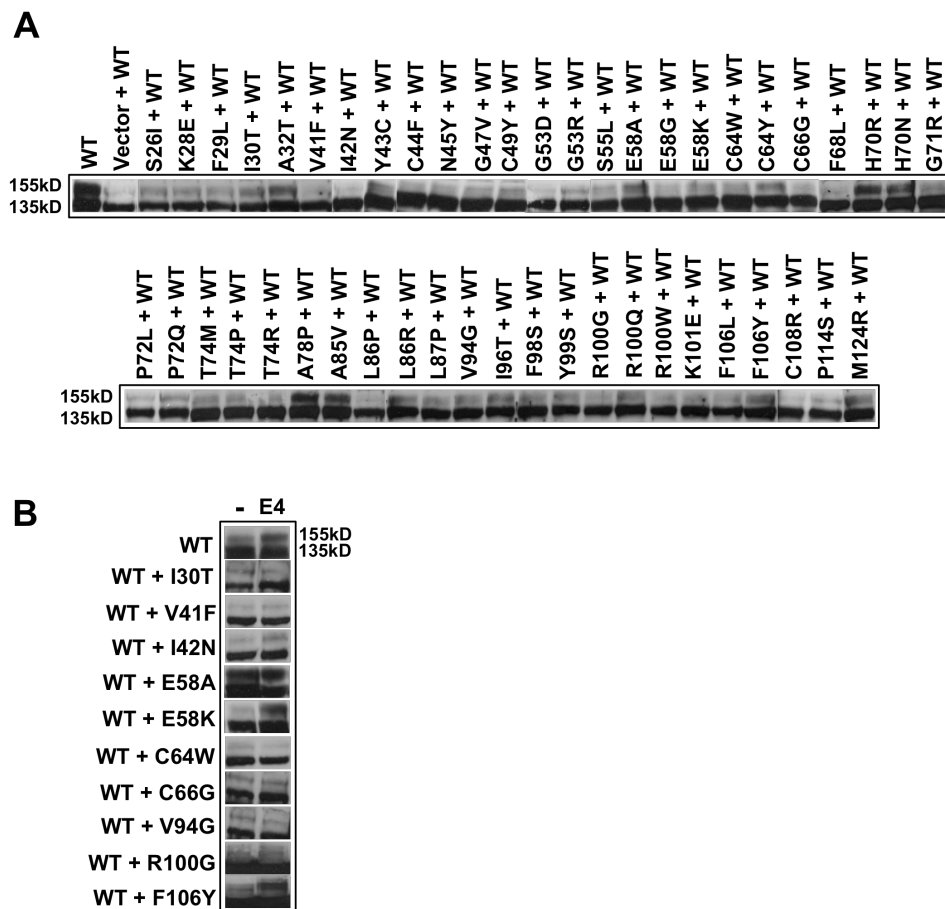 A
WT
Vector + WT
S26I + WT
K28E + WT
F29L + WT
I30T + WT
A32T + WT
V41F + WT
I42N + WT
Y43C + WT
C44F + WT
N45Y + WT
G47V + WT
C49Y + WT
G53D + WT
G53R + WT
S55L + WT
E58A + WT
E58G + WT
E58K + WT
C64W + WT
C64Y + WT
C66G + WT
F68L + WT
H70R + WT
H70N + WT
G71R + WT
155kD
135kD
P72L + WT
P72Q + WT
T74M + WT
T74P + WT
T74R + WT
A78P + WT
A85V + WT
L86P + WT
L86R + WT
L87P + WT
V94G + WT
I96T + WT
F98S + WT
Y99S + WT
R100G + WT
R100Q + WT
R100W + WT
K101E + WT
F106L + WT
F106Y + WT
C108R + WT
P114S + WT
M124R + WT
155kD
135kD
B
- E4
WT
155kD
135kD
WT + I30T
WT + V41F
WT + I42N
WT + E58A
WT + E58K
WT + C64W
WT + C66G
WT + V94G
WT + R100G
WT + F106Y